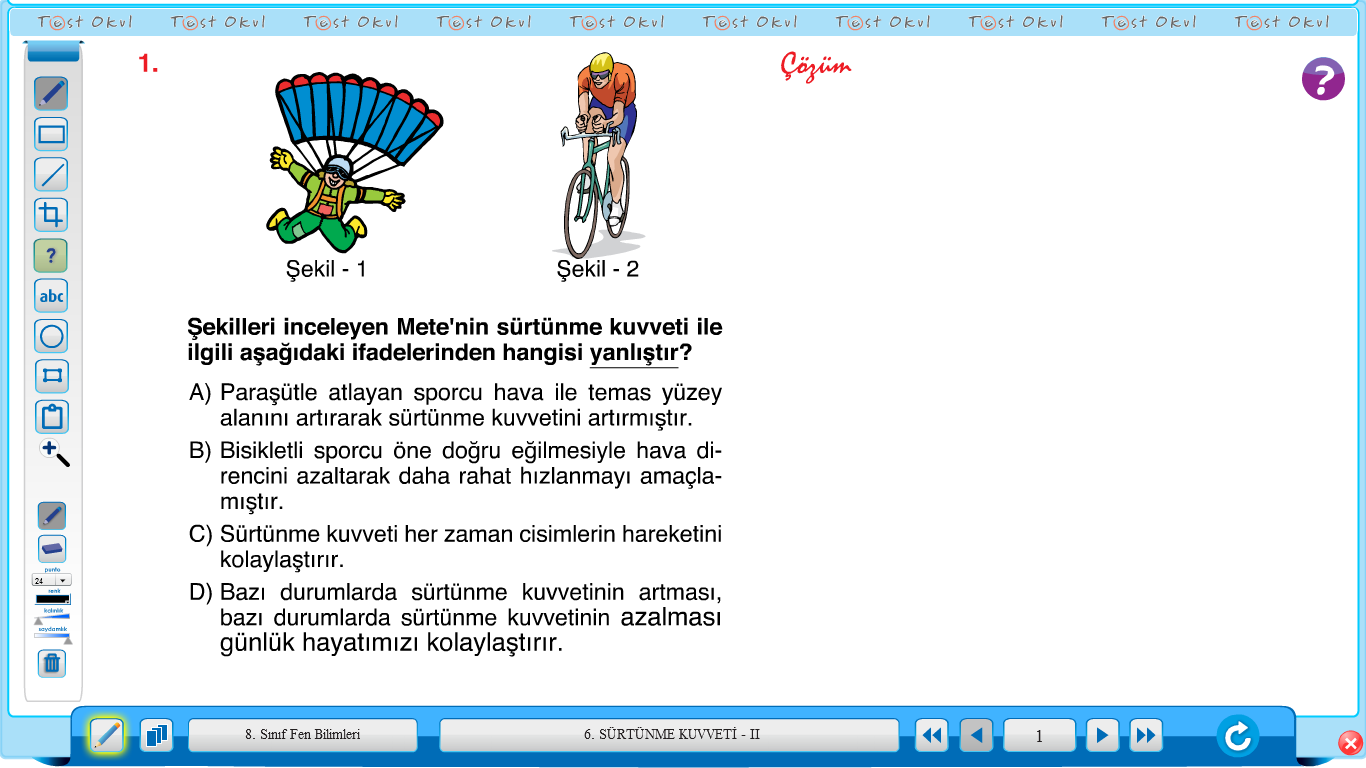 Test Okul Test Okul Test Okul Test Okul Test Okul Test Okul Test Okul Test Okul Test Okul Test Okul
1.
Çözüm
?
?
abc
Şekil - 1
Şekil - 2
Şekilleri inceleyen Mete'nin sürtünme kuvveti ile
ilgili aşağıdaki ifadelerinden hangisi yanlıştır?
A) Paraşütle atlayan sporcu hava ile temas yüzey
alanını artırarak sürtünme kuvvetini artırmıştır.
B) Bisikletli sporcu öne doğru eğilmesiyle hava di-
rencini azaltarak daha rahat hızlanmayı amaçla-
mıştır.
C) Sürtünme kuvveti her zaman cisimlerin hareketini
kolaylaştırır.
D) Bazı durumlarda sürtünme kuvvetinin artması,
bazı durumlarda sürtünme kuvvetinin azalması
günlük hayatımızı kolaylaştırır.
punto
24
renk
kalınlık
saydamlık
8. Sınıf Fen Bilimleri
6. SÜRTÜNME KUVVETİ - II
1